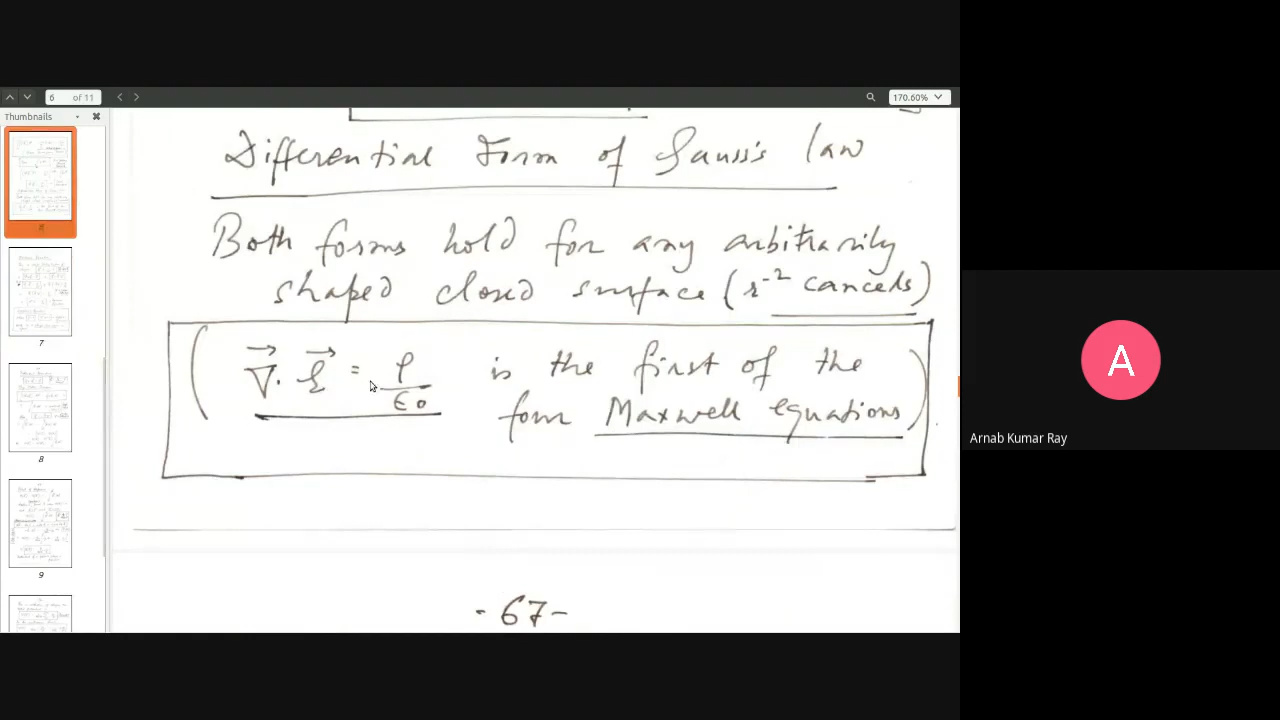 6 of 11
170.60%
Thumbnails
Differential Form of Gauss's law
Both forms hold for any arbitrarily
shaped closed surface (r⁻² cancels)
( ∇⃗ · E⃗ = ρ/ε₀ is the first of the
four Maxwell equations )
- 67 -
7
8
9
A
Arnab Kumar Ray